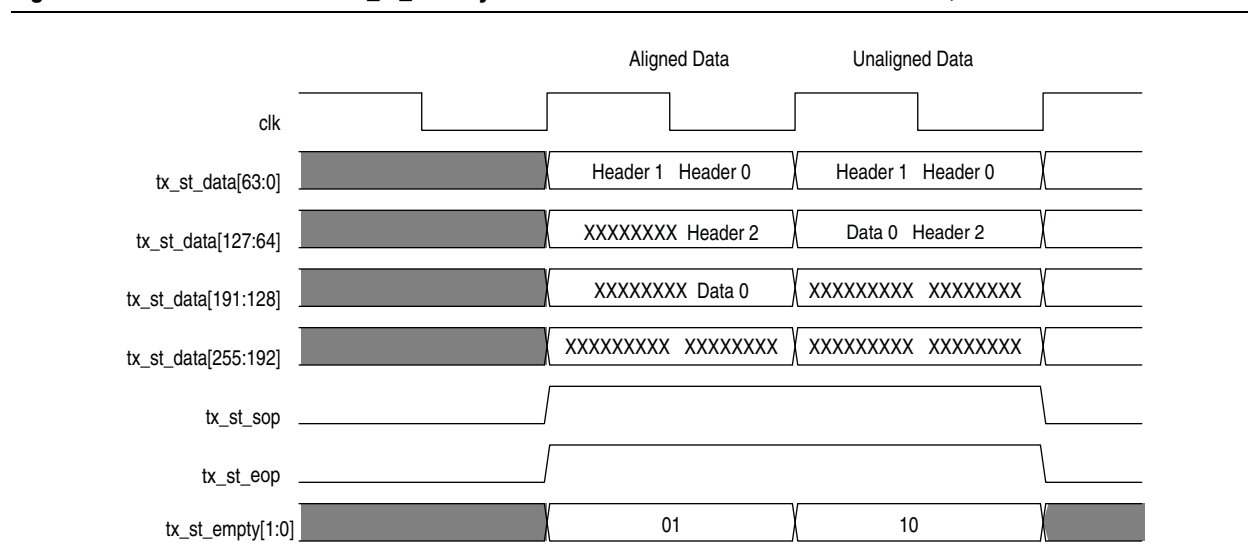 Aligned Data Unaligned Data
clk
tx_st_data[63:0] Header 1 Header 0 Header 1 Header 0
tx_st_data[127:64] XXXXXXXX Header 2 Data 0 Header 2
tx_st_data[191:128] XXXXXXXX Data 0 XXXXXXXXX XXXXXXXX
tx_st_data[255:192] XXXXXXXXX XXXXXXXX XXXXXXXXX XXXXXXXX
tx_st_sop
tx_st_eop
tx_st_empty[1:0] 01 10